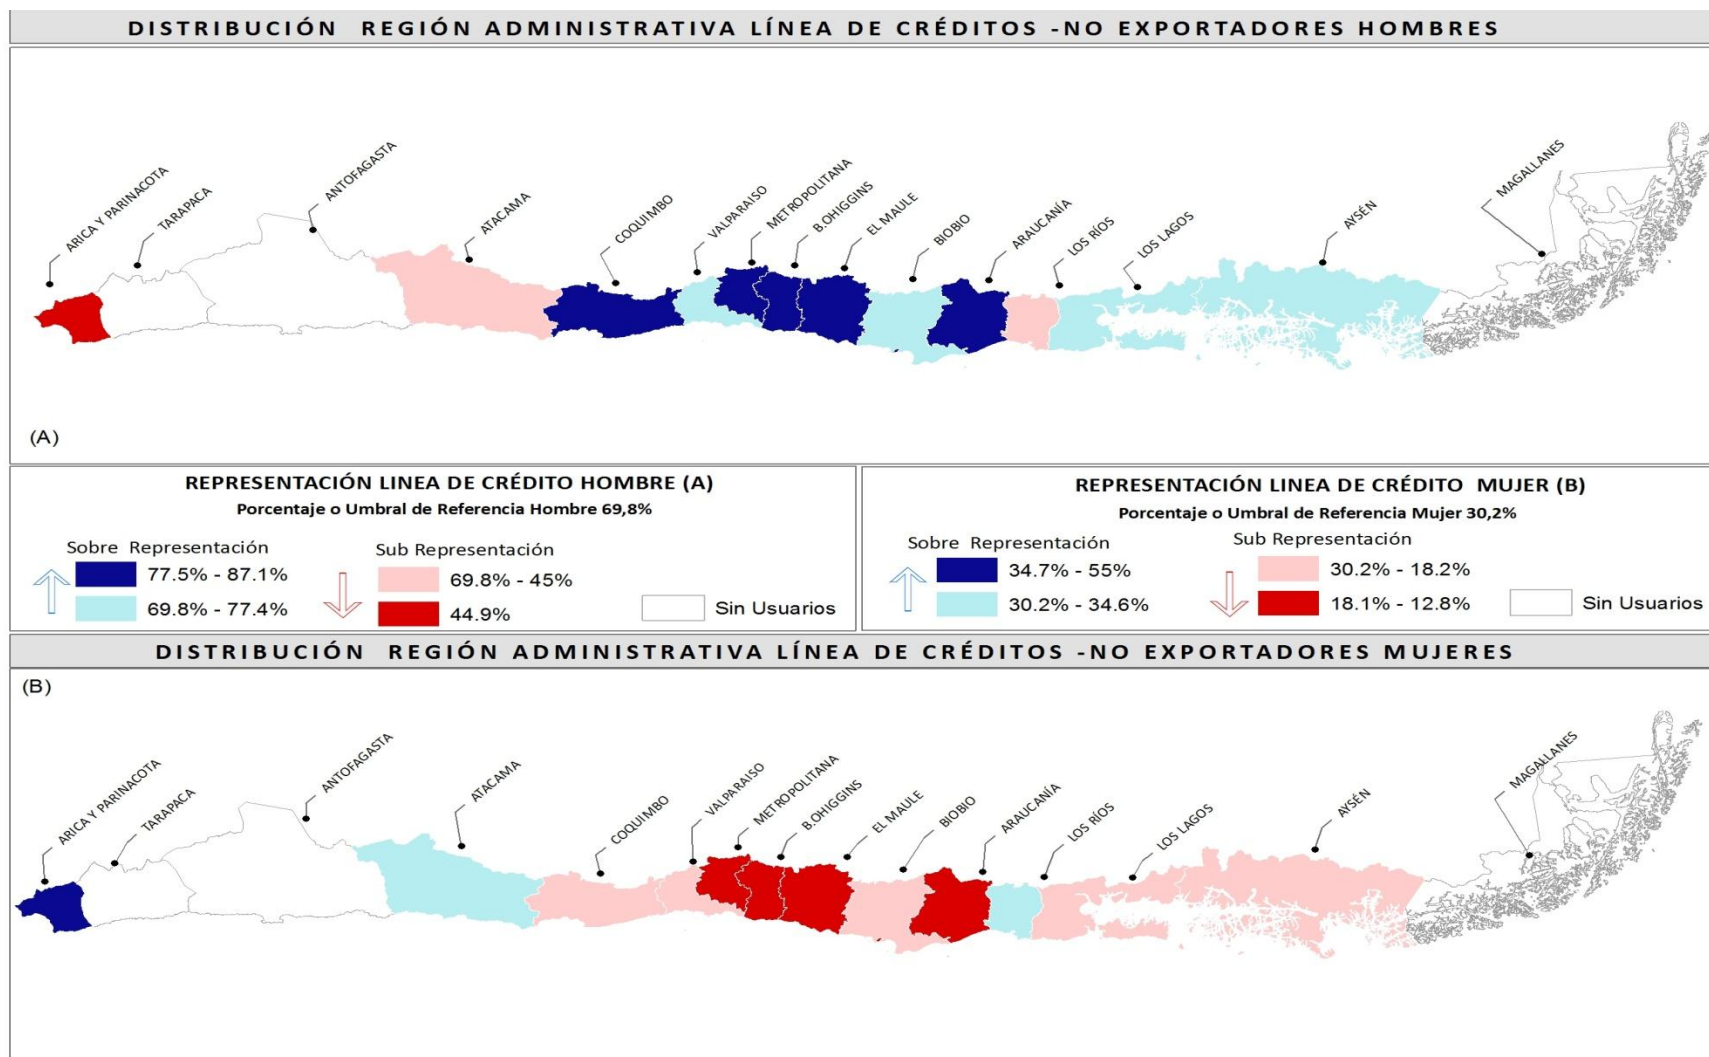 DISTRIBUCIÓN REGIÓN ADMINISTRATIVA LÍNEA DE CRÉDITOS -NO EXPORTADORES HOMBRES
ARICA Y PARINACOTA
TARAPACA
ANTOFAGASTA
ATACAMA
COQUIMBO
VALPARAISO
METROPOLITANA
B.OHIGGINS
EL MAULE
BIOBIO
ARAUCANÍA
LOS RÍOS
LOS LAGOS
AYSÉN
MAGALLANES
(A)
REPRESENTACIÓN LINEA DE CRÉDITO HOMBRE (A)
Porcentaje o Umbral de Referencia Hombre 69,8%
Sobre Representación
77.5% - 87.1%
69.8% - 77.4%
Sub Representación
69.8% - 45%
44.9%
Sin Usuarios
REPRESENTACIÓN LINEA DE CRÉDITO MUJER (B)
Porcentaje o Umbral de Referencia Mujer 30,2%
Sobre Representación
34.7% - 55%
30.2% - 34.6%
Sub Representación
30.2% - 18.2%
18.1% - 12.8%
Sin Usuarios
DISTRIBUCIÓN REGIÓN ADMINISTRATIVA LÍNEA DE CRÉDITOS -NO EXPORTADORES MUJERES
(B)
ARICA Y PARINACOTA
TARAPACA
ANTOFAGASTA
ATACAMA
COQUIMBO
VALPARAISO
METROPOLITANA
B.OHIGGINS
EL MAULE
BIOBIO
ARAUCANÍA
LOS RÍOS
LOS LAGOS
AYSÉN
MAGALLANES